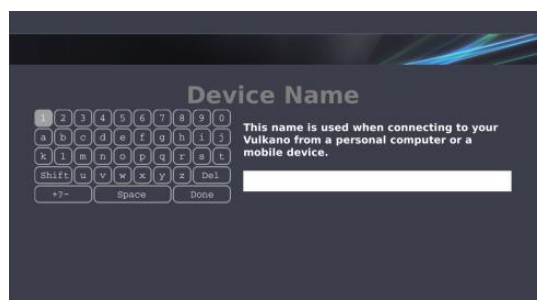 Device Name
1 2 3 4 5 6 7 8 9 0
a b c d e f g h i j
k l m n o p q r s t
Shift u v w x y z Del
+?- Space Done
This name is used when connecting to your
Vulkano from a personal computer or a
mobile device.